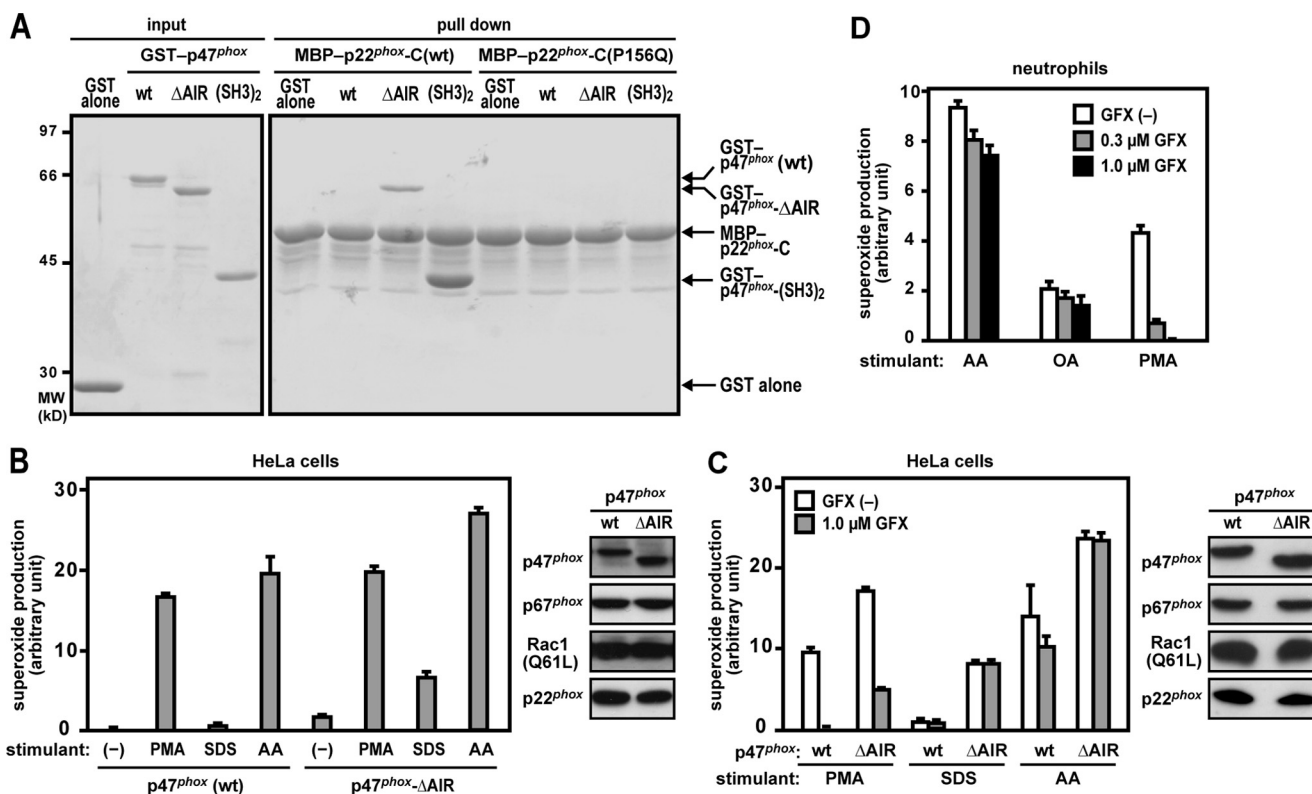 A
input
pull down
GST–p47phox
MBP–p22phox-C(wt)
MBP–p22phox-C(P156Q)
GST alone
wt
ΔAIR
(SH3)2
GST alone
wt
ΔAIR
(SH3)2
GST alone
wt
ΔAIR
(SH3)2
97
66
45
30
MW
(kD)
GST–
p47phox (wt)
GST–
p47phox-ΔAIR
MBP–
p22phox-C
GST–
p47phox-(SH3)2
GST alone
D
neutrophils
superoxide production
(arbitrary unit)
10
8
6
4
2
0
GFX (–)
0.3 µM GFX
1.0 µM GFX
stimulant: AA OA PMA
B
HeLa cells
superoxide production
(arbitrary unit)
30
20
10
0
stimulant: (–) PMA SDS AA (–) PMA SDS AA
p47phox (wt)
p47phox-ΔAIR
p47phox
wt ΔAIR
p47phox
p67phox
Rac1
(Q61L)
p22phox
C
HeLa cells
superoxide production
(arbitrary unit)
30
20
10
0
GFX (–)
1.0 µM GFX
p47phox: wt ΔAIR wt ΔAIR wt ΔAIR
stimulant: PMA SDS AA
p47phox
wt ΔAIR
p47phox
p67phox
Rac1
(Q61L)
p22phox